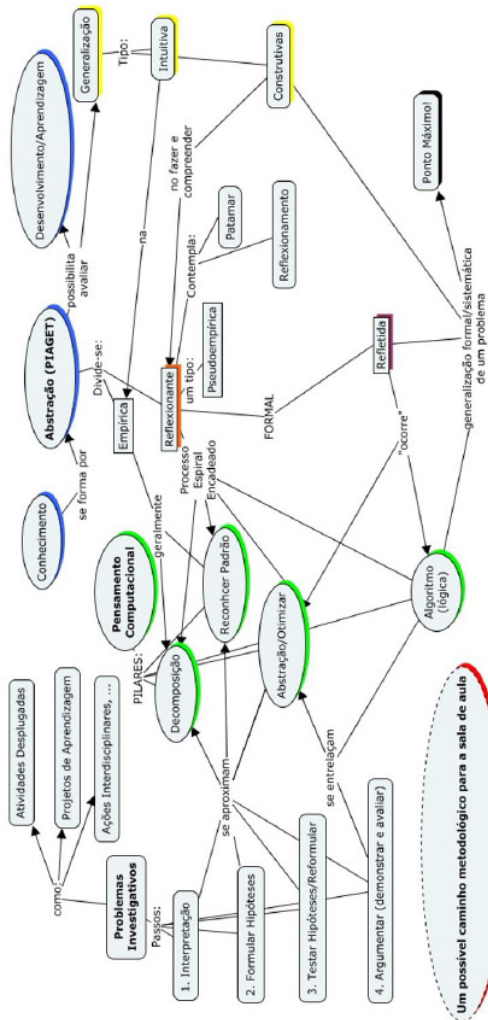 Atividades Desplugadas
Projetos de Aprendizagem
Ações Interdisciplinares, ...
como:
Problemas
Investigativos
Passos:
1. Interpretação
2. Formular Hipóteses
3. Testar Hipóteses/Reformular
4. Argumentar (demonstrar e avaliar)
Um possível caminho metodológico para a sala de aula
se aproximam
se entrelaçam
Pensamento
Computacional
PILARES:
Decomposição
Reconhcer Padrão
Abstração/Otimizar
Algoritmo
(lógica)
Conhecimento
se forma por
Abstração (PIAGET)
possibilita
avaliar
Desenvolvimento/Aprendizagem
Divide-se:
geralmente
Empírica
Processo
Espiral
Encadeado
Reflexionante
um tipo:
Pseudoempírica
Contempla:
Patamar
Reflexionamento
FORMAL
"ocorre"
Refletida
Generalização
Tipo:
Intuitiva
na
no fazer e
compreender
Construtivas
Ponto Máximo!
generalização formal/sistemática
de um problema